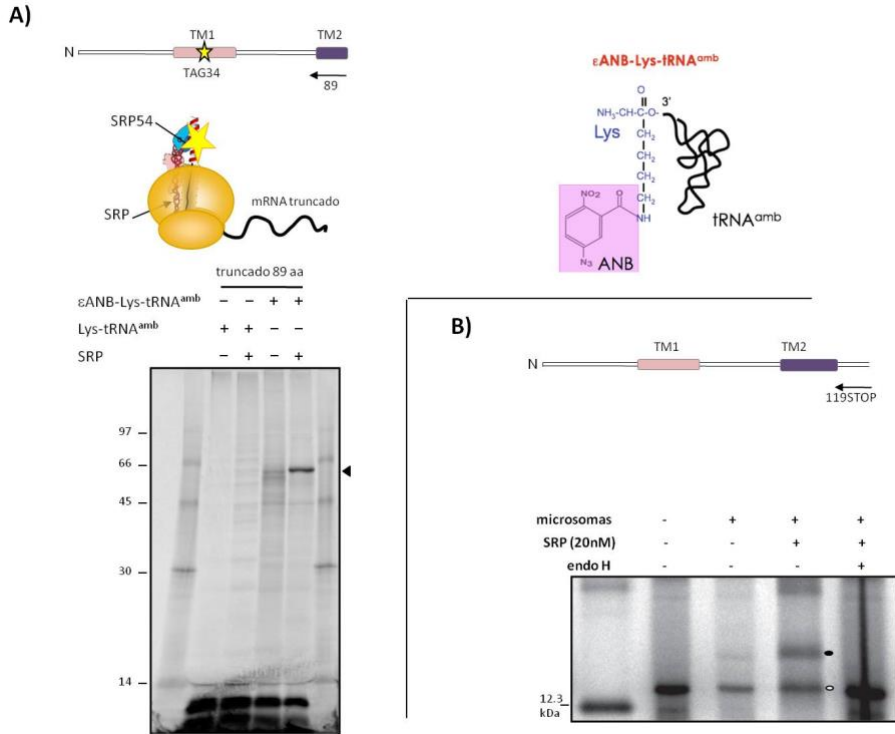 A)
TM1
TM2
N
TAG34
89
SRP54
SRP
mRNA truncado
truncado 89 aa
εANB-Lys-tRNAᵃᵐᵇ – – + +
Lys-tRNAᵃᵐᵇ + + – –
SRP – + – +
97
66
45
30
14
εANB-Lys-tRNAᵃᵐᵇ
O
3'
NH₃-CH-C-O-
Lys
CH₂
CH₂
CH₂
CH₂
NO₂
O
NH
N₃
ANB
tRNAᵃᵐᵇ
B)
TM1
TM2
N
119STOP
microsomas - + + +
SRP (20nM) - - + +
endo H - - - +
12.3
kDa